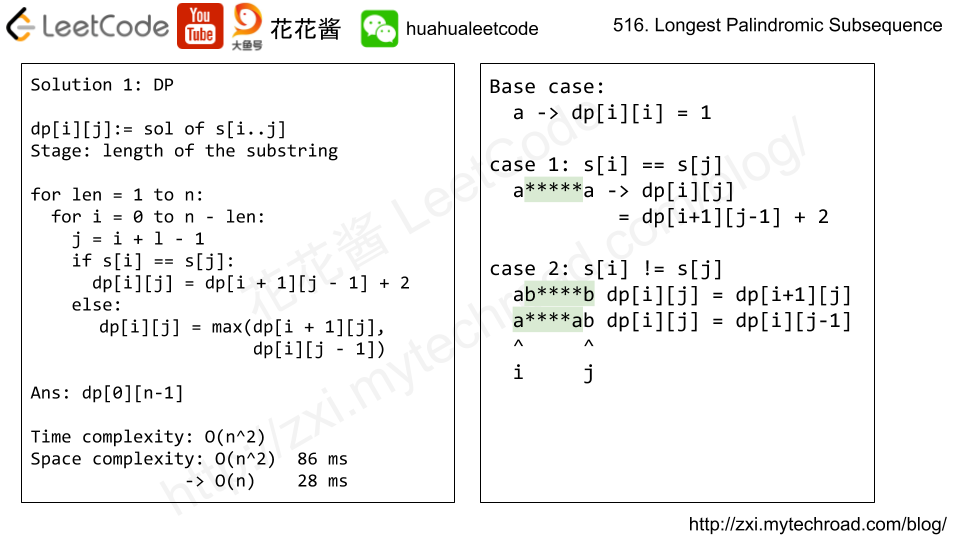 LeetCode You Tube 大鱼号 花花酱 huahualeetcode 516. Longest Palindromic Subsequence
Solution 1: DP
dp[i][j]:= sol of s[i..j]
Stage: length of the substring
for len = 1 to n:
for i = 0 to n - len:
j = i + l - 1
if s[i] == s[j]:
dp[i][j] = dp[i + 1][j - 1] + 2
else:
dp[i][j] = max(dp[i + 1][j],
dp[i][j - 1])
Ans: dp[0][n-1]
Time complexity: O(n^2)
Space complexity: O(n^2) 86 ms
-> O(n) 28 ms
Base case:
a -> dp[i][i] = 1
case 1: s[i] == s[j]
a*****a -> dp[i][j]
= dp[i+1][j-1] + 2
case 2: s[i] != s[j]
ab****b dp[i][j] = dp[i+1][j]
a****ab dp[i][j] = dp[i][j-1]
^ ^
i j
花花酱 LeetCode
http://zxi.mytechroad.com/blog/
http://zxi.mytechroad.com/blog/